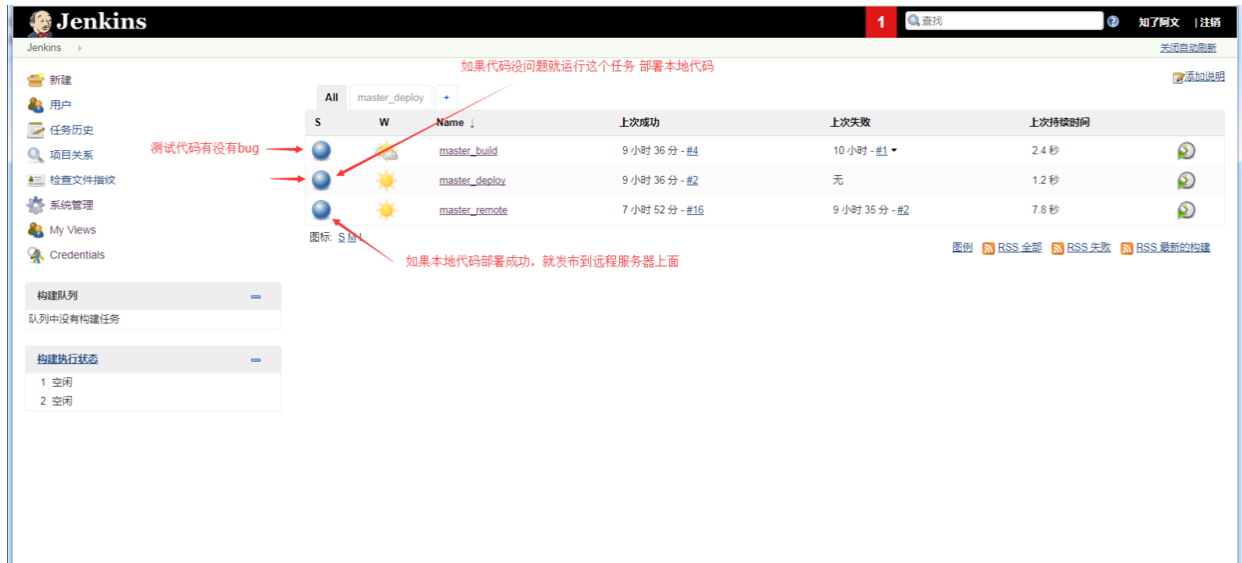 Jenkins
1
查找
知了阿文 | 注销
Jenkins
关闭自动刷新
新建
用户
任务历史
项目关系
检查文件指纹
系统管理
My Views
Credentials
构建队列
队列中没有构建任务
构建执行状态
1 空闲
2 空闲
如果代码没问题就运行这个任务 部署本地代码
添加说明
All master_deploy +
S W Name ↓ 上次成功 上次失败 上次持续时间
测试代码有没有bug
master_build 9 小时 36 分 - #4 10 小时 - #1 2.4 秒
master_deploy 9 小时 36 分 - #2 无 1.2 秒
master_remote 7 小时 52 分 - #16 9 小时 35 分 - #2 7.8 秒
图标: S M L
图例 RSS 全部 RSS 失败 RSS 最新的构建
如果本地代码部署成功，就发布到远程服务器上面